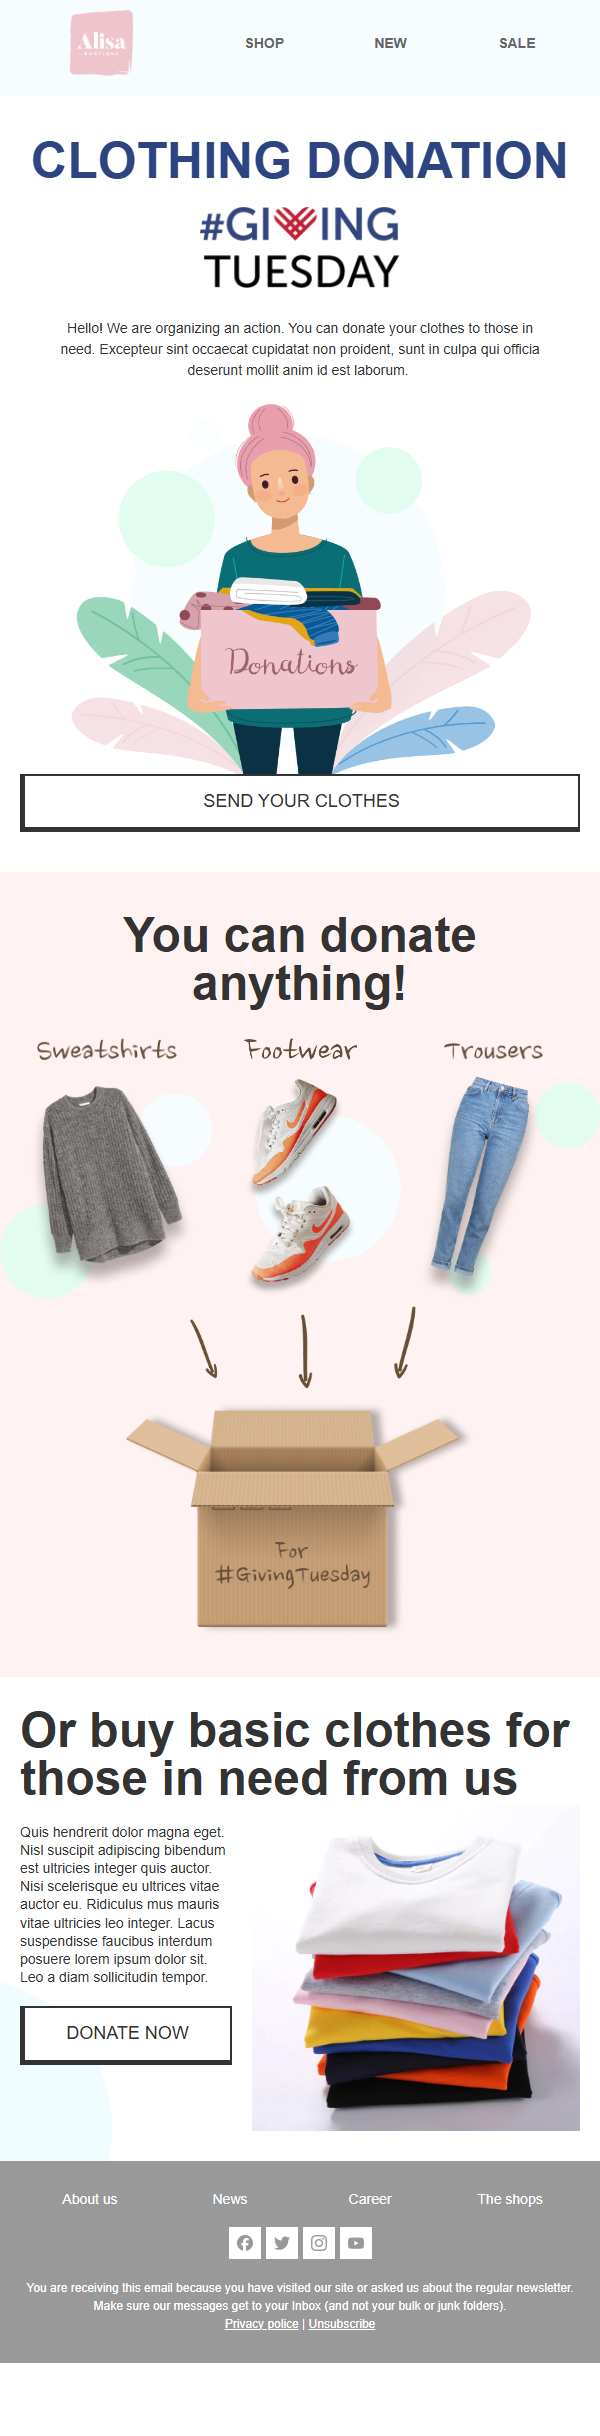 Alisa
BOUTIQUE
SHOP
NEW
SALE
CLOTHING DONATION
#GIVING
TUESDAY
Hello! We are organizing an action. You can donate your clothes to those in
need. Excepteur sint occaecat cupidatat non proident, sunt in culpa qui officia
deserunt mollit anim id est laborum.
Donations
SEND YOUR CLOTHES
You can donate
anything!
Sweatshirts
Footwear
Trousers
For
#GivingTuesday
Or buy basic clothes for
those in need from us
Quis hendrerit dolor magna eget.
Nisl suscipit adipiscing bibendum
est ultricies integer quis auctor.
Nisi scelerisque eu ultrices vitae
auctor eu. Ridiculus mus mauris
vitae ultricies leo integer. Lacus
suspendisse faucibus interdum
posuere lorem ipsum dolor sit.
Leo a diam sollicitudin tempor.
DONATE NOW
About us
News
Career
The shops
You are receiving this email because you have visited our site or asked us about the regular newsletter.
Make sure our messages get to your Inbox (and not your bulk or junk folders).
Privacy police | Unsubscribe